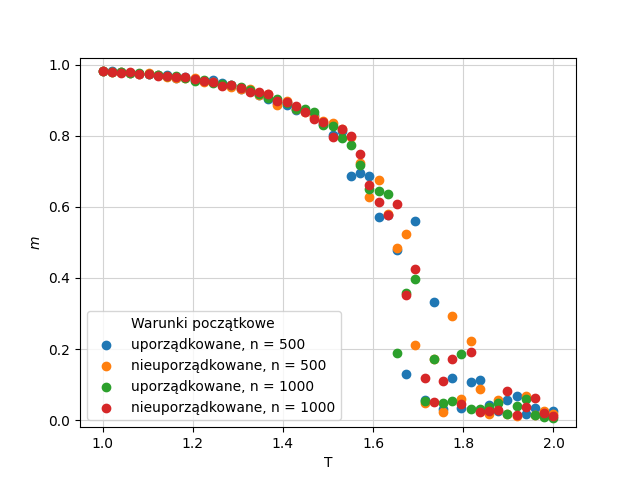 1.0
0.8
0.6
0.4
0.2
0.0
m
Warunki początkowe
uporządkowane, n = 500
nieuporządkowane, n = 500
uporządkowane, n = 1000
nieuporządkowane, n = 1000
1.0 1.2 1.4 1.6 1.8 2.0
T